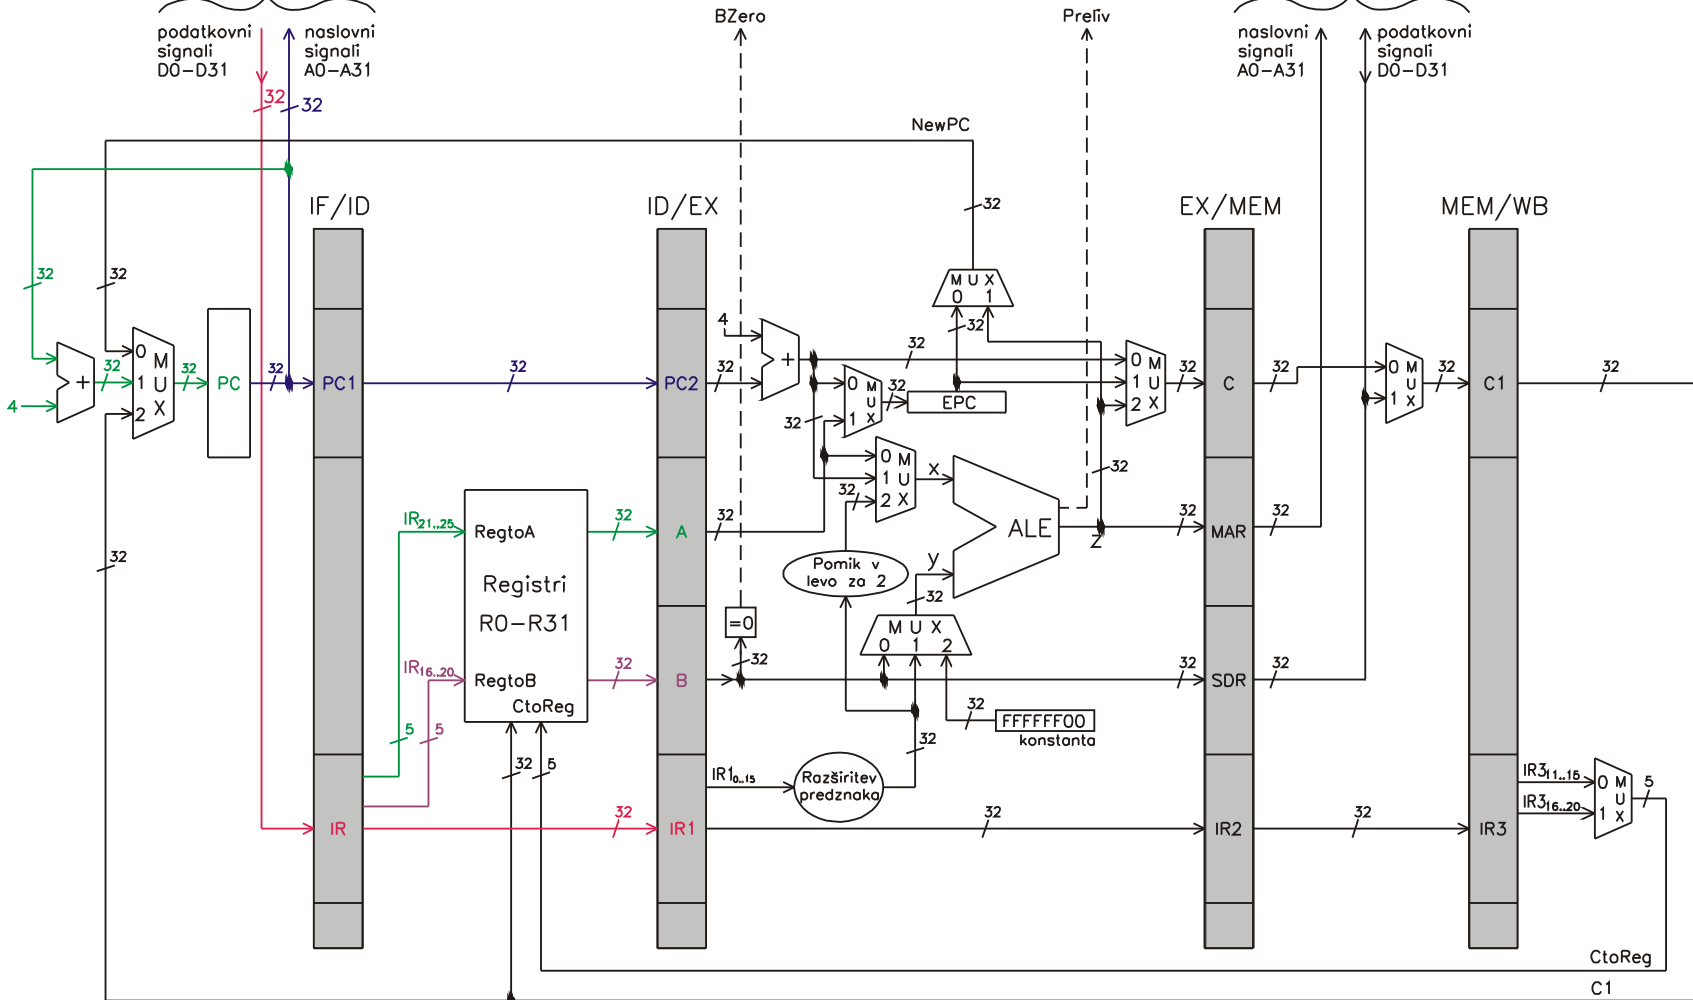 BZero
Preliv
podatkovni
signali
D0-D31
naslovni
signali
A0-A31
naslovni
signali
A0-A31
podatkovni
signali
D0-D31
32
32
NewPC
32
IF/ID
ID/EX
EX/MEM
MEM/WB
32
32
MUX
0 1
4
32
32
+
32
4
0
1
2
MUX
32
PC
32
PC1
32
PC2
32
+
32
0
1
MUX
32
EPC
32
0
1
2
MUX
32
C
32
0
1
MUX
32
C1
32
0
1
2
MUX
32
x
ALE
z
32
32
MAR
32
IR21..25
RegtoA
32
A
32
Registri
R0-R31
Pomik v
levo za 2
y
32
32
=0
32
MUX
0 1 2
IR16..20
RegtoB
CtoReg
32
B
32
SDR
32
5
5
32
FFFFFF00
konstanta
32
5
IR10..15
Razširitev
predznaka
32
IR311..15
IR316..20
0
1
MUX
5
IR
32
IR1
32
IR2
32
IR3
CtoReg
C1